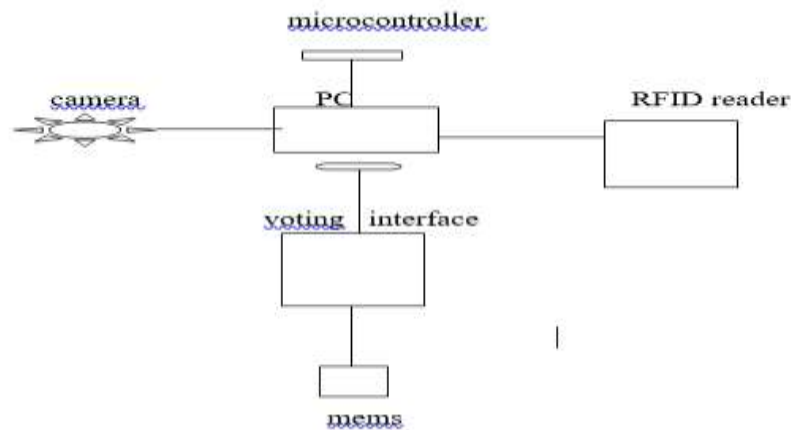 microcontroller
camera
PC
RFID reader
voting interface
mems